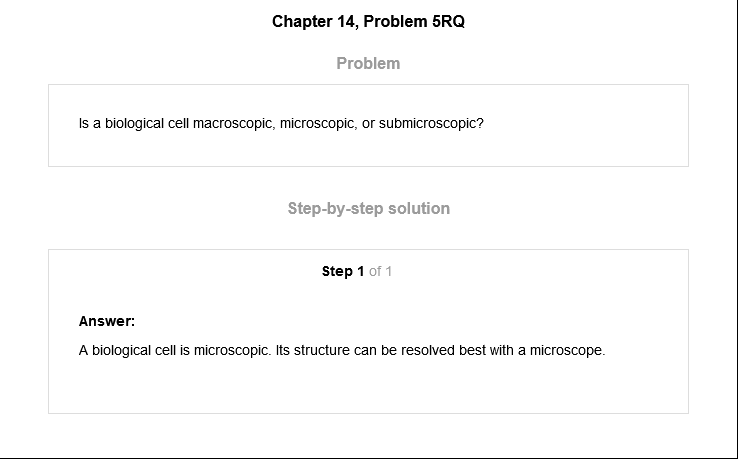 Chapter 14, Problem 5RQ
Problem
Is a biological cell macroscopic, microscopic, or submicroscopic?
Step-by-step solution
Step 1 of 1
Answer:
A biological cell is microscopic. Its structure can be resolved best with a microscope.